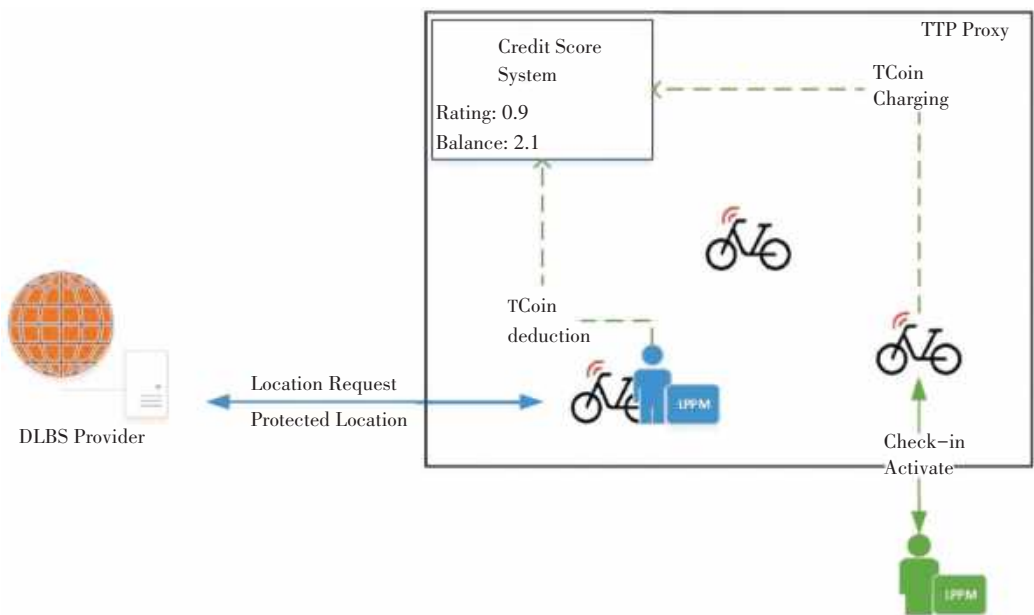 TTP Proxy
Credit Score
System
Rating: 0.9
Balance: 2.1
TCoin
Charging
TCoin
deduction
LPPM
Location Request
Protected Location
DLBS Provider
Check-in
Activate
LPPM